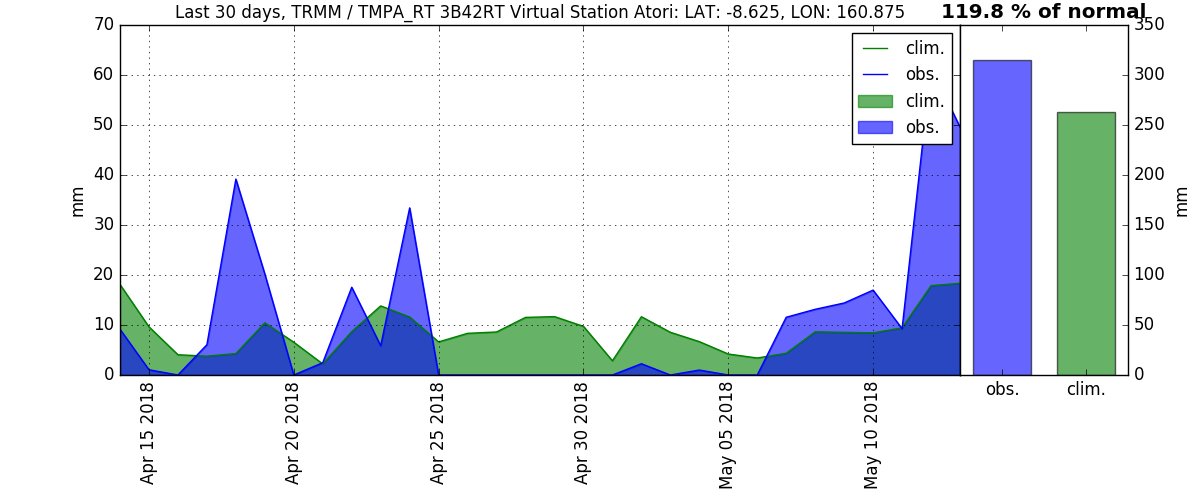 Last 30 days, TRMM / TMPA_RT 3B42RT Virtual Station Atori: LAT: -8.625, LON: 160.875
119.8 % of normal
clim.
obs.
clim.
obs.
70
60
50
40
30
20
10
0
mm
Apr 15 2018
Apr 20 2018
Apr 25 2018
Apr 30 2018
May 05 2018
May 10 2018
350
300
250
200
150
100
50
0
mm
obs.
clim.